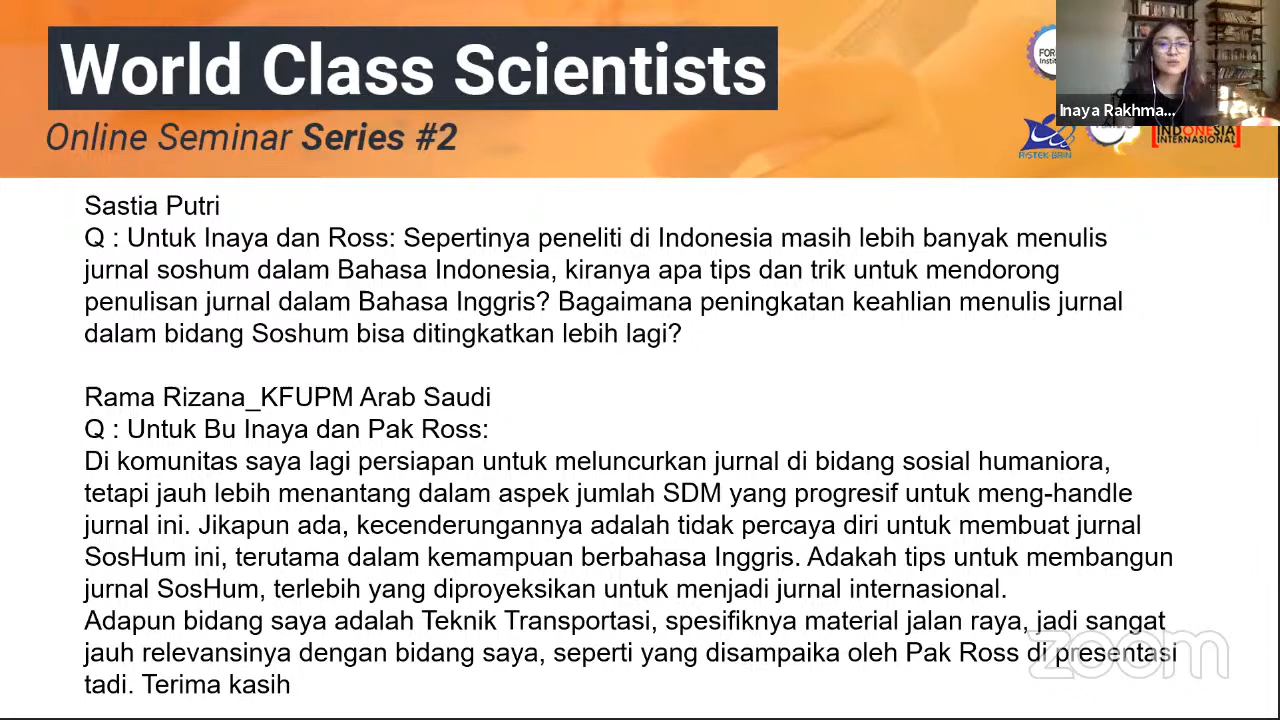 World Class Scientists
Online Seminar Series #2
FOR
Insti
Inaya Rakhma...
RISTEK-BRIN
INDONESIA
INTERNASIONAL
Sastia Putri
Q : Untuk Inaya dan Ross: Sepertinya peneliti di Indonesia masih lebih banyak menulis
jurnal soshum dalam Bahasa Indonesia, kiranya apa tips dan trik untuk mendorong
penulisan jurnal dalam Bahasa Inggris? Bagaimana peningkatan keahlian menulis jurnal
dalam bidang Soshum bisa ditingkatkan lebih lagi?
Rama Rizana_KFUPM Arab Saudi
Q : Untuk Bu Inaya dan Pak Ross:
Di komunitas saya lagi persiapan untuk meluncurkan jurnal di bidang sosial humaniora,
tetapi jauh lebih menantang dalam aspek jumlah SDM yang progresif untuk meng-handle
jurnal ini. Jikapun ada, kecenderungannya adalah tidak percaya diri untuk membuat jurnal
SosHum ini, terutama dalam kemampuan berbahasa Inggris. Adakah tips untuk membangun
jurnal SosHum, terlebih yang diproyeksikan untuk menjadi jurnal internasional.
Adapun bidang saya adalah Teknik Transportasi, spesifiknya material jalan raya, jadi sangat
jauh relevansinya dengan bidang saya, seperti yang disampaika oleh Pak Ross di presentasi
tadi. Terima kasih
zoom